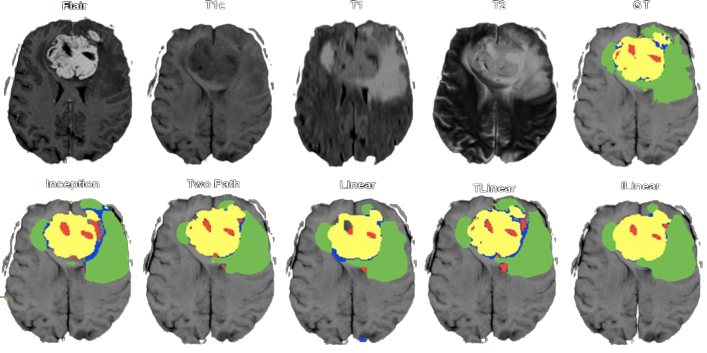 Flair
T1c
T1
T2
GT
Inception
Two Path
Linear
TLinear
ILinear